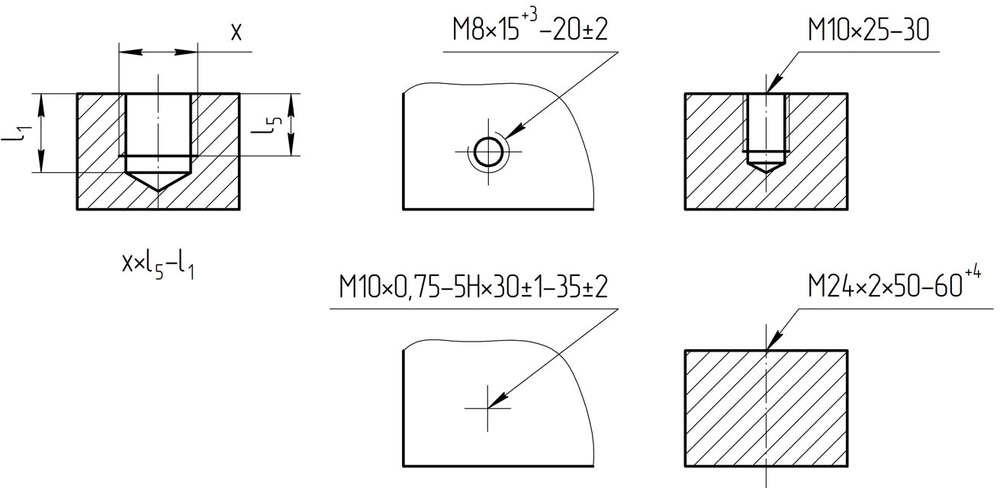 x
l₁
l₅
x×l₅–l₁
M8×15⁺³–20±2
M10×25–30
M10×0,75–5H×30±1–35±2
M24×2×50–60⁺⁴